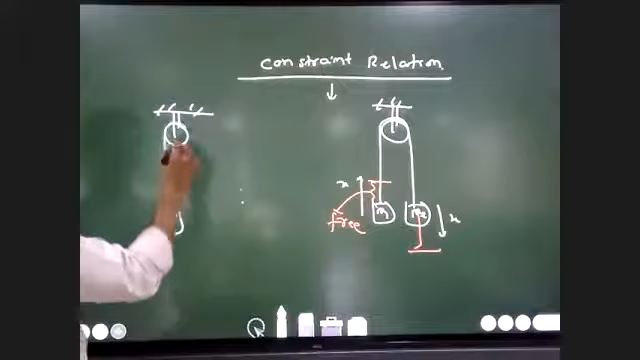 Constraint Relation
x
Free
m1
m2
x